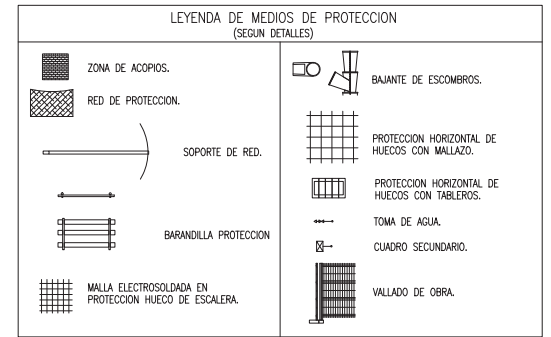 LEYENDA DE MEDIOS DE PROTECCION
(SEGUN DETALLES)
ZONA DE ACOPIOS.
RED DE PROTECCION.
SOPORTE DE RED.
BARANDILLA PROTECCION
MALLA ELECTROSOLDADA EN
PROTECCION HUECO DE ESCALERA.
BAJANTE DE ESCOMBROS.
PROTECCION HORIZONTAL DE
HUECOS CON MALLAZO.
PROTECCION HORIZONTAL DE
HUECOS CON TABLEROS.
TOMA DE AGUA.
CUADRO SECUNDARIO.
VALLADO DE OBRA.